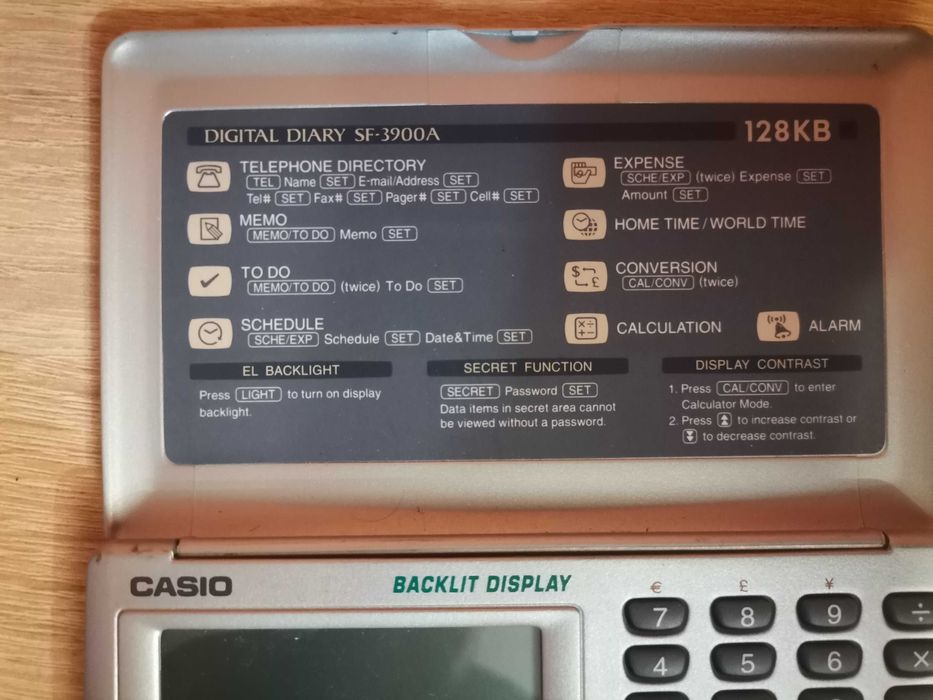 DIGITAL DIARY SF-3900A
128KB
TELEPHONE DIRECTORY
TEL Name SET E-mail/Address SET
Tel# SET Fax# SET Pager# SET Cell# SET
MEMO
MEMO/TO DO Memo SET
TO DO
MEMO/TO DO (twice) To Do SET
SCHEDULE
SCHE/EXP Schedule SET Date&Time SET
EXPENSE
SCHE/EXP (twice) Expense SET
Amount SET
HOME TIME / WORLD TIME
$ £
CONVERSION
CAL/CONV (twice)
CALCULATION
ALARM
EL BACKLIGHT
Press LIGHT to turn on display
backlight.
SECRET FUNCTION
SECRET Password SET
Data items in secret area cannot
be viewed without a password.
DISPLAY CONTRAST
1. Press CAL/CONV to enter
Calculator Mode.
2. Press to increase contrast or
to decrease contrast.
CASIO
BACKLIT DISPLAY
€ £ ¥
7 8 9 ÷
4 5 6 ×